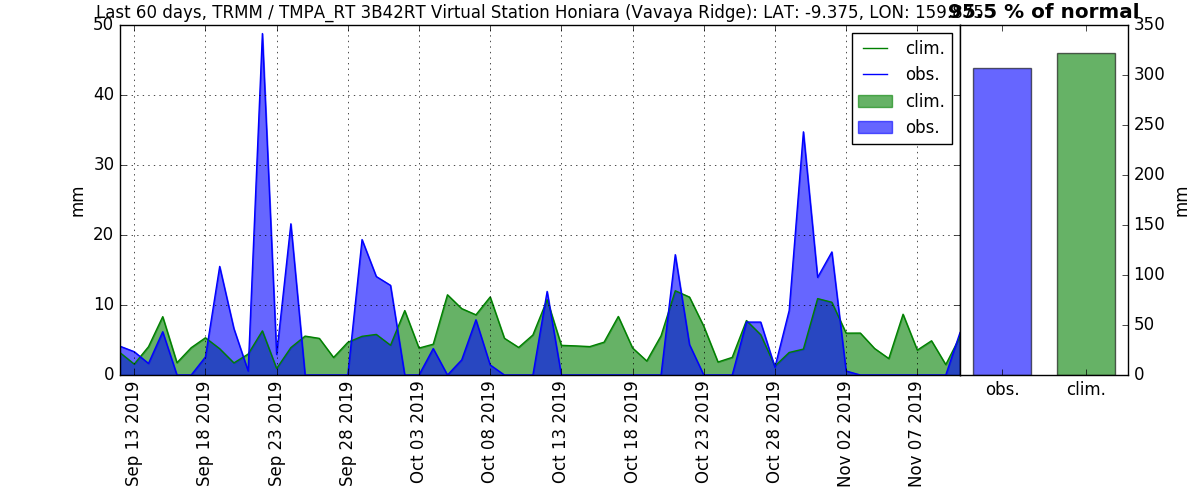 Last 60 days, TRMM / TMPA_RT 3B42RT Virtual Station Honiara (Vavaya Ridge): LAT: -9.375, LON: 159.875
95.5 % of normal
50
40
30
20
10
0
mm
clim.
obs.
clim.
obs.
350
300
250
200
150
100
50
0
mm
obs.
clim.
Sep 13 2019
Sep 18 2019
Sep 23 2019
Sep 28 2019
Oct 03 2019
Oct 08 2019
Oct 13 2019
Oct 18 2019
Oct 23 2019
Oct 28 2019
Nov 02 2019
Nov 07 2019